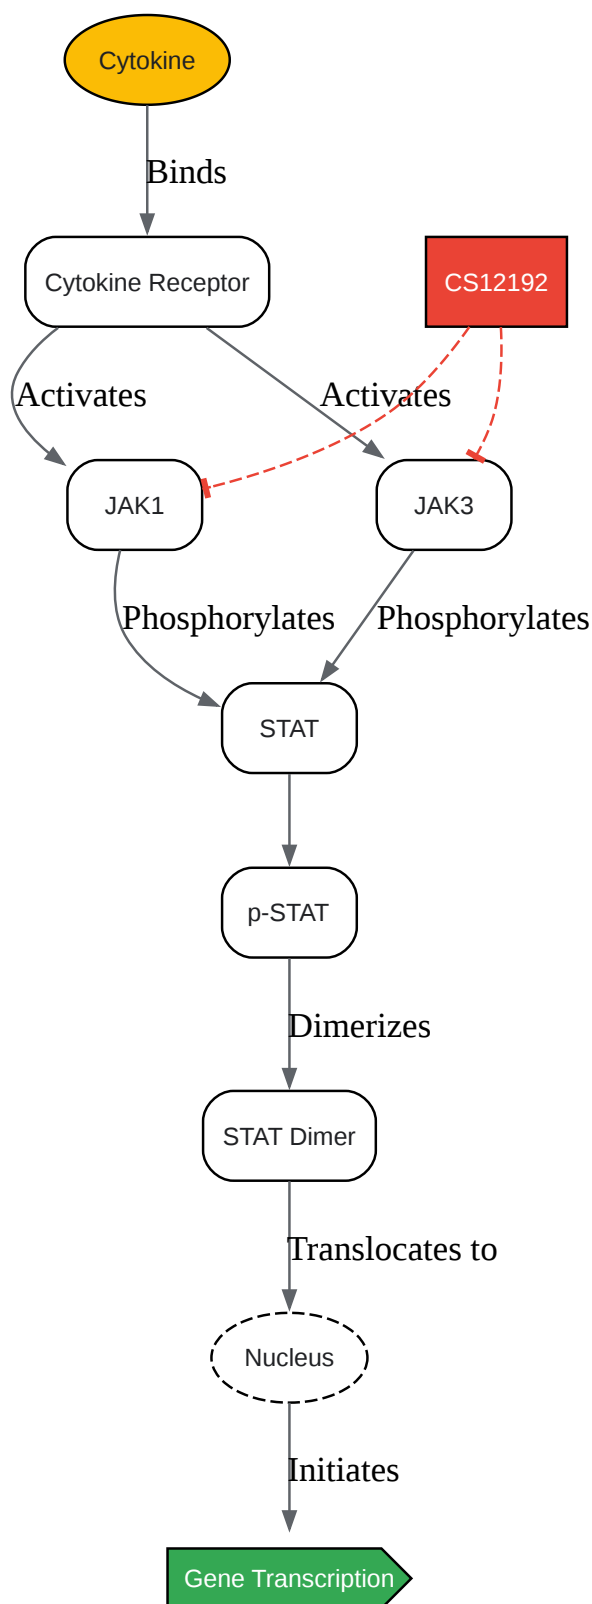 Cytokine
Binds
Cytokine Receptor
CS12192
Activates
Activates
JAK1
JAK3
Phosphorylates
Phosphorylates
STAT
p-STAT
Dimerizes
STAT Dimer
Translocates to
Nucleus
Initiates
Gene Transcription